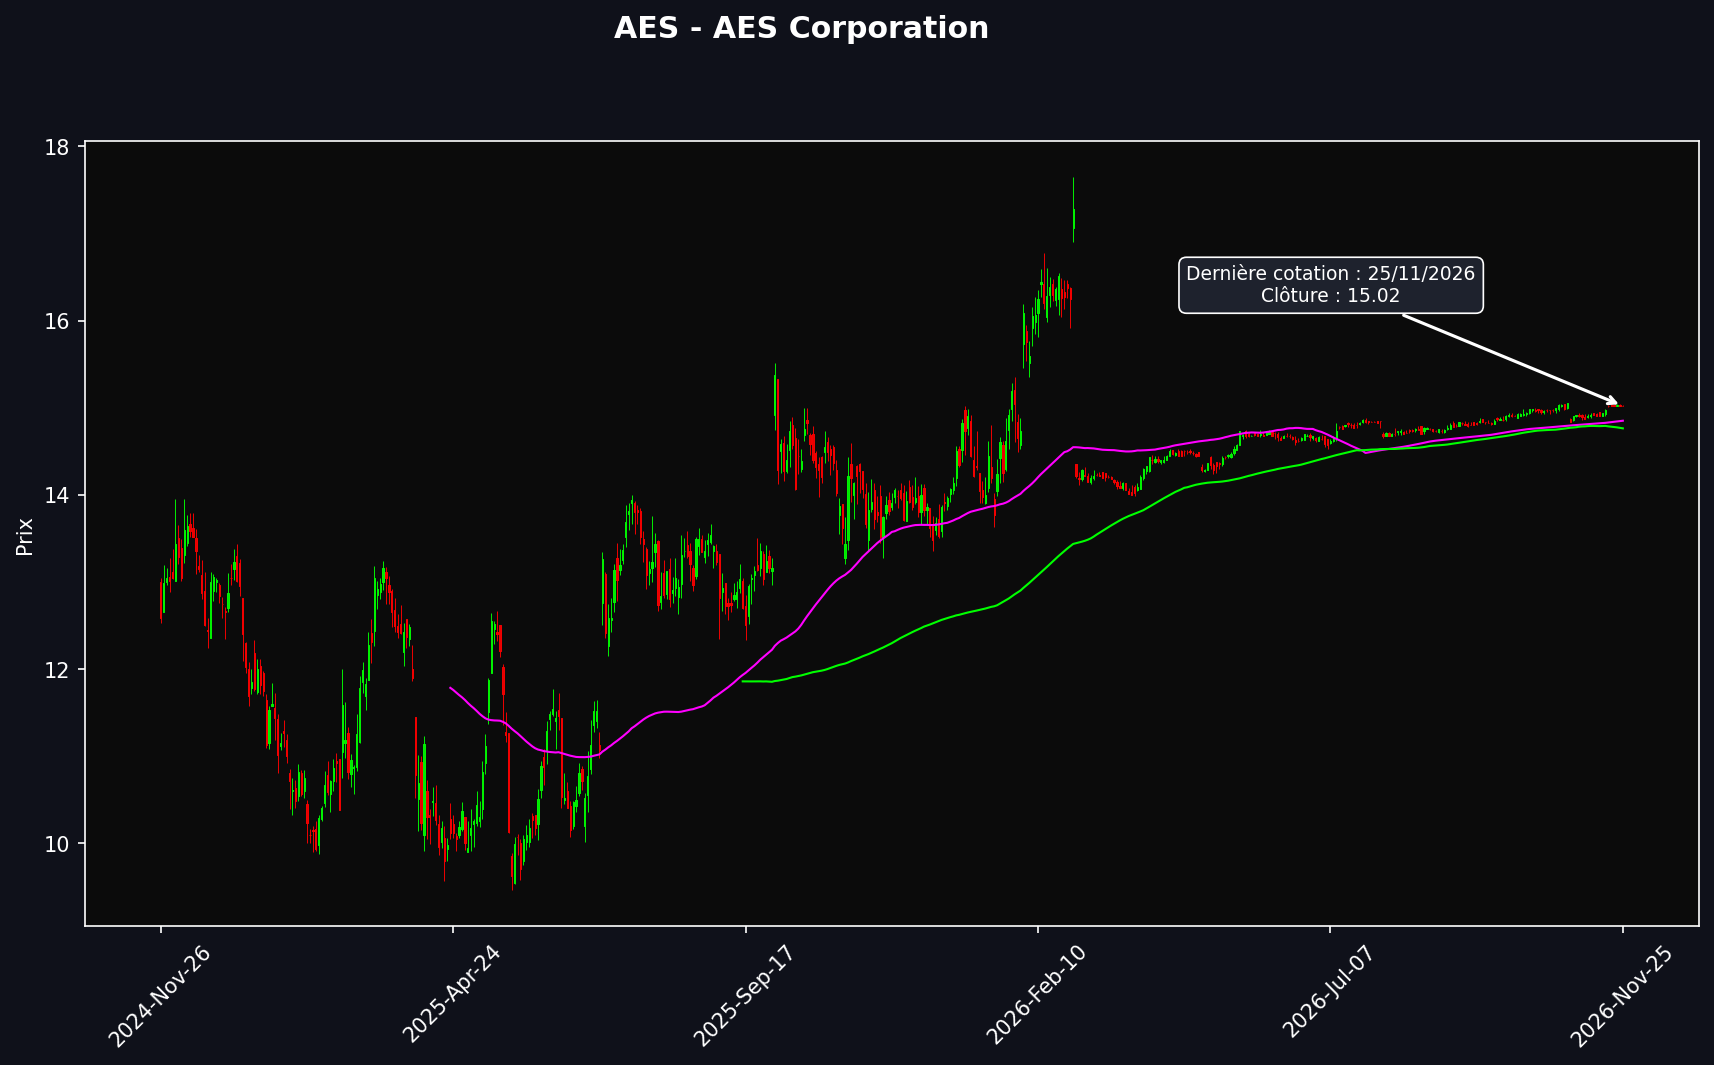 AES - AES Corporation
18
16
14
12
10
Prix
Dernière cotation : 25/11/2026
Clôture : 15.02
2024-Nov-26
2025-Apr-24
2025-Sep-17
2026-Feb-10
2026-Jul-07
2026-Nov-25